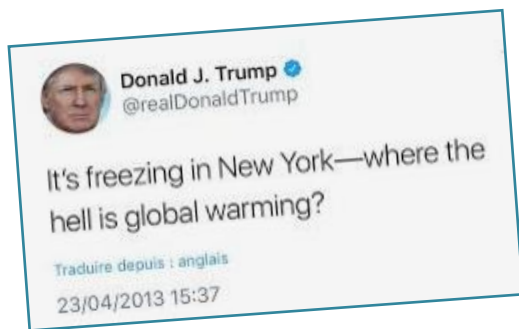 Donald J. Trump
@realDonaldTrump
It's freezing in New York—where the
hell is global warming?
Traduire depuis : anglais
23/04/2013 15:37